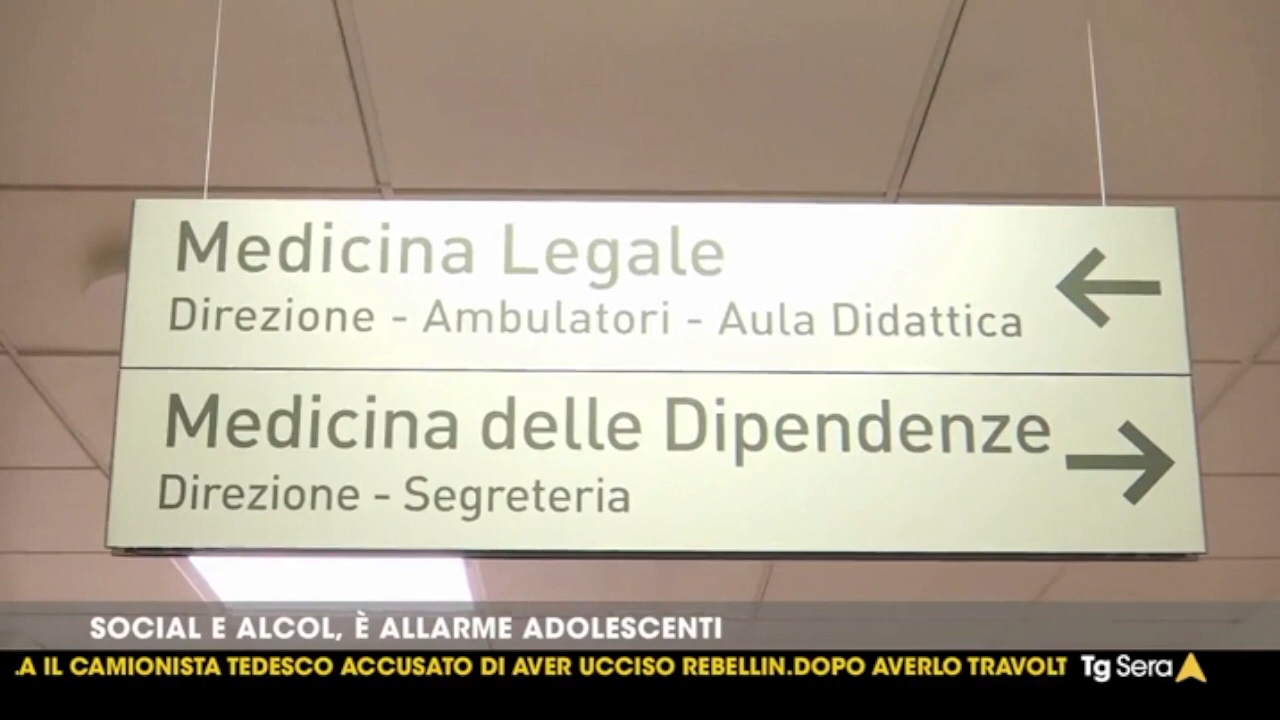 Medicina Legale
Direzione - Ambulatori - Aula Didattica
Medicina delle Dipendenze
Direzione - Segreteria
SOCIAL E ALCOL, È ALLARME ADOLESCENTI
.A IL CAMIONISTA TEDESCO ACCUSATO DI AVER UCCISO REBELLIN.DOPO AVERLO TRAVOLT
Tg Sera